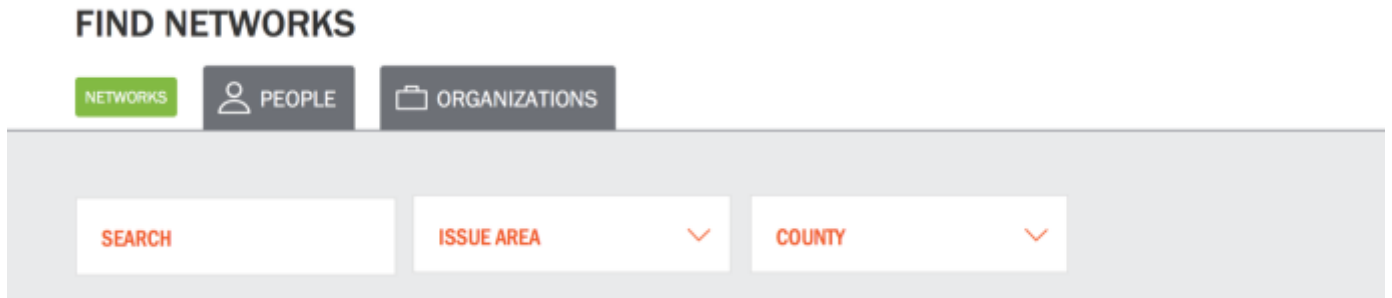 FIND NETWORKS
NETWORKS PEOPLE ORGANIZATIONS
SEARCH ISSUE AREA COUNTY